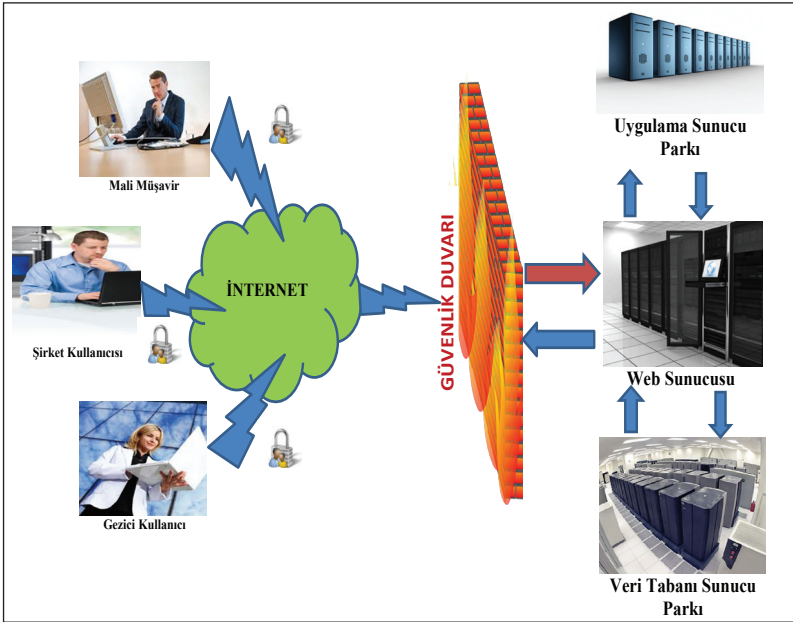 Mali Müşavir
Şirket Kullanıcısı
Gezici Kullanıcı
İNTERNET
GÜVENLİK DUVARI
Uygulama Sunucu
Parkı
Web Sunucusu
Veri Tabanı Sunucu
Parkı